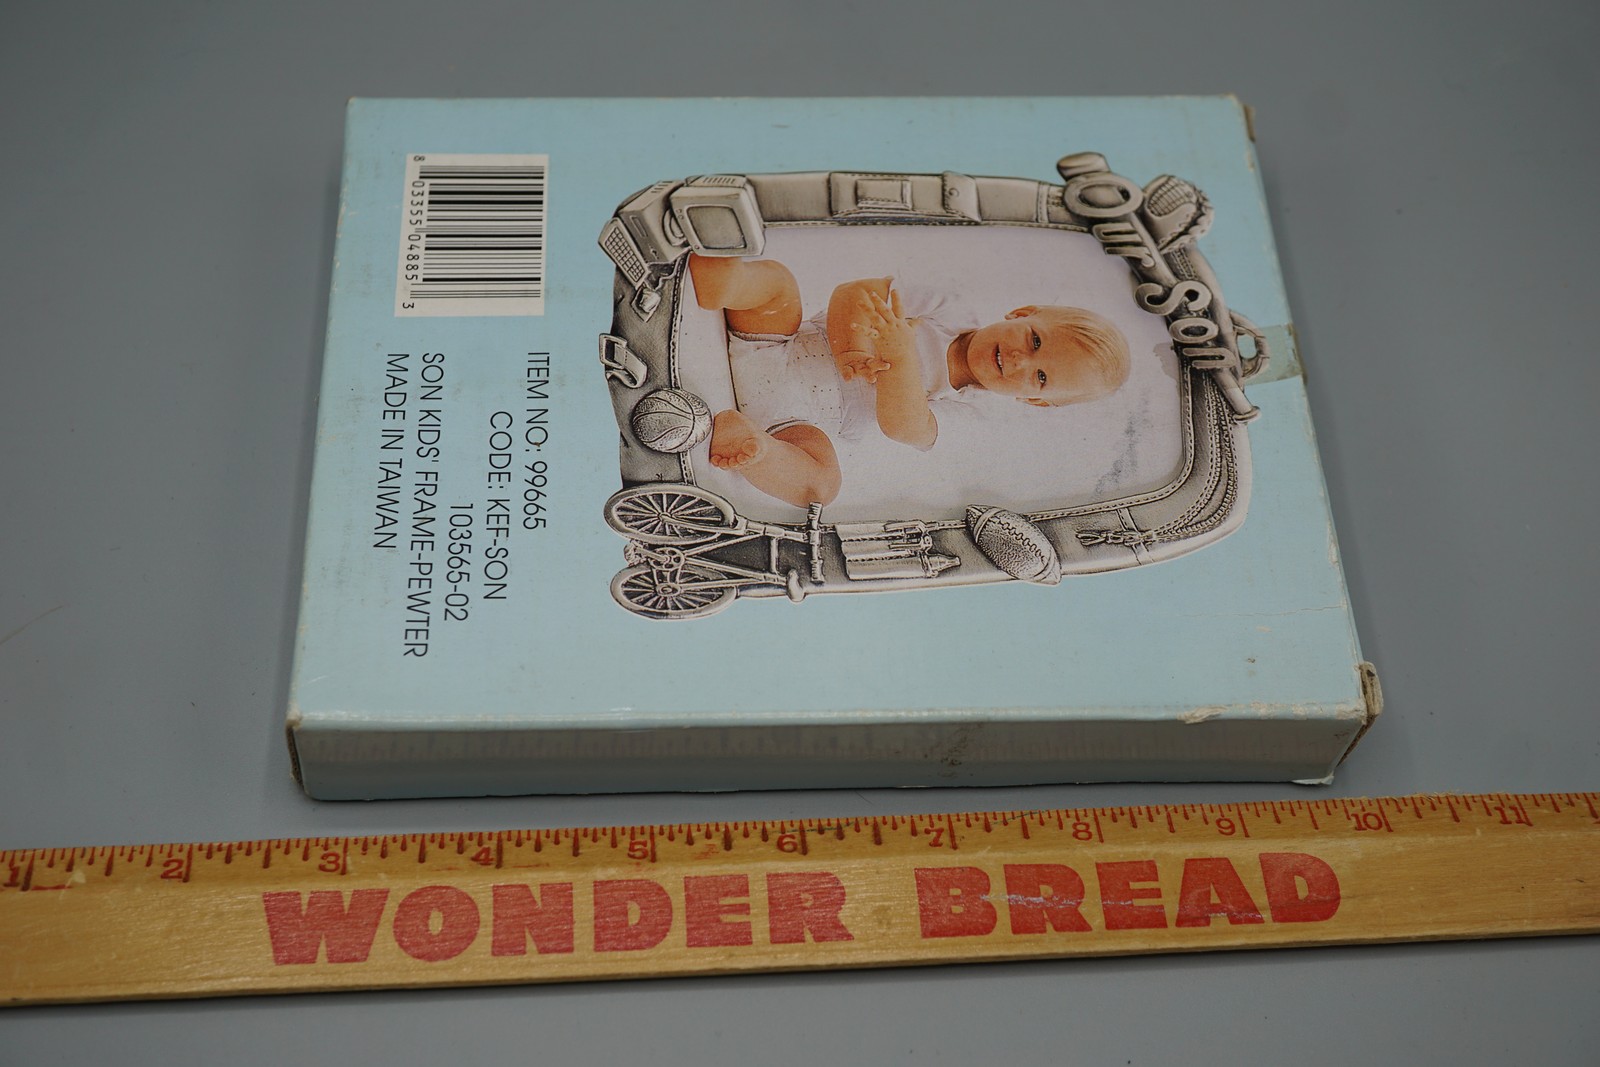 Our Son
8 03355 04885 3
ITEM NO: 99665
CODE: KEF-SON
103565-02
SON KIDS' FRAME-PEWTER
MADE IN TAIWAN
1 2 3 4 5 6 7 8 9 10 11
WONDER BREAD